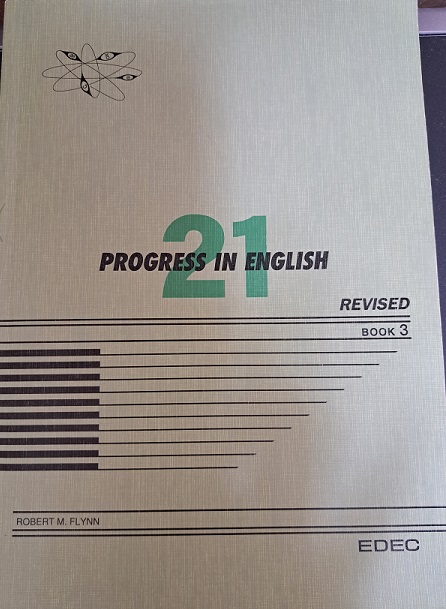 21
PROGRESS IN ENGLISH
REVISED
BOOK 3
ROBERT M. FLYNN
EDEC